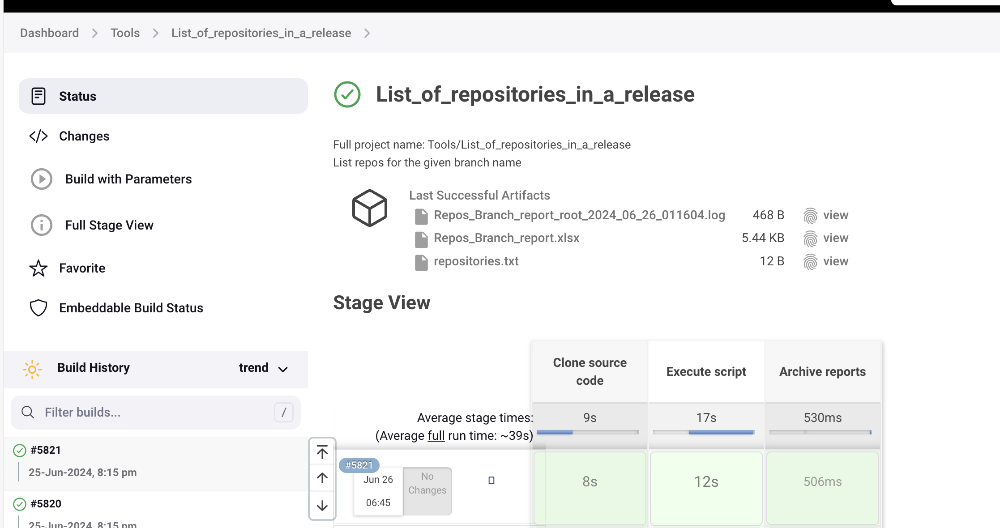 Dashboard > Tools > List_of_repositories_in_a_release >
Status
Changes
Build with Parameters
Full Stage View
Favorite
Embeddable Build Status
Build History trend
Filter builds... /
#5821
25-Jun-2024, 8:15 pm
#5820
25-Jun-2024, 8:15 pm
List_of_repositories_in_a_release
Full project name: Tools/List_of_repositories_in_a_release
List repos for the given branch name
Last Successful Artifacts
Repos_Branch_report_root_2024_06_26_011604.log 468 B view
Repos_Branch_report.xlsx 5.44 KB view
repositories.txt 12 B view
Stage View
Clone source
code
Execute script
Archive reports
Average stage times: 9s 17s 530ms
(Average full run time: ~39s)
#5821
Jun 26
06:45
No
Changes
8s 12s 506ms